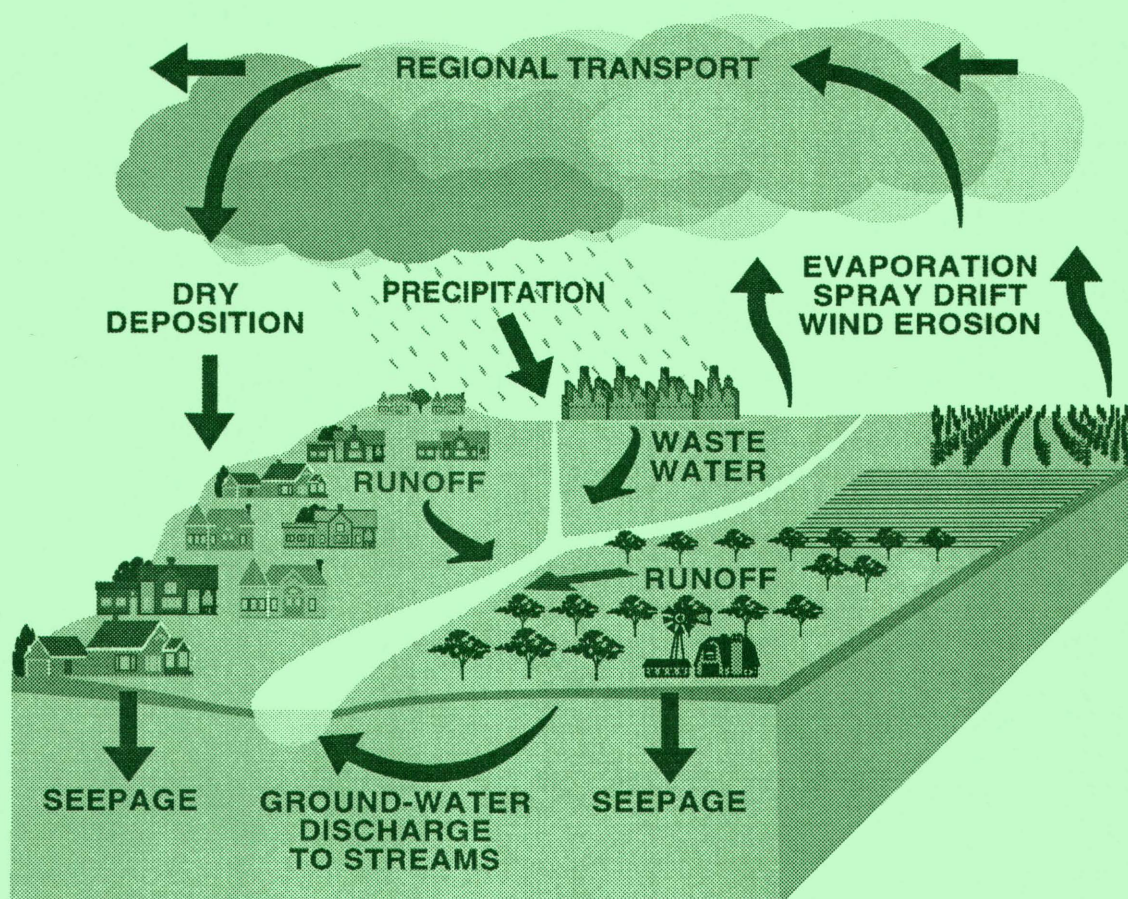 REGIONAL TRANSPORT
DRY
DEPOSITION
PRECIPITATION
EVAPORATION
SPRAY DRIFT
WIND EROSION
WASTE
WATER
RUNOFF
RUNOFF
SEEPAGE
GROUND-WATER
DISCHARGE
TO STREAMS
SEEPAGE